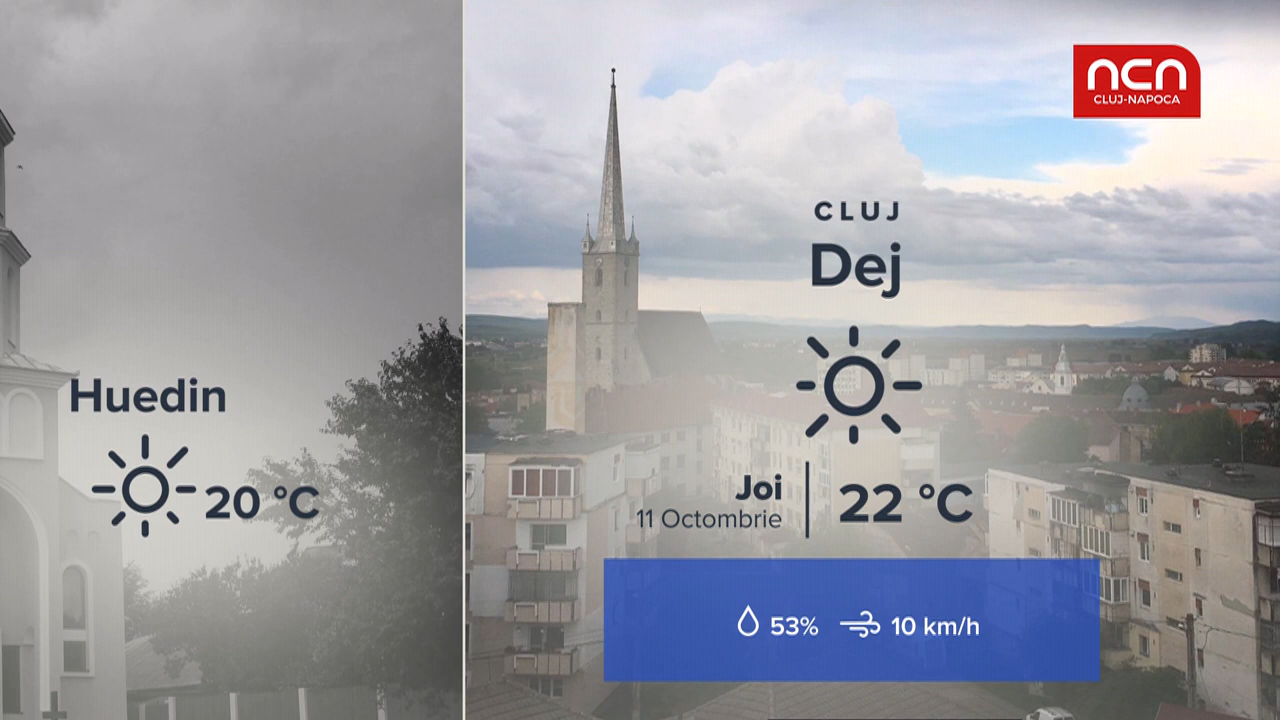 Huedin
20 °C
ncn
CLUJ-NAPOCA
CLUJ
Dej
Joi
11 Octombrie
22 °C
53% 10 km/h